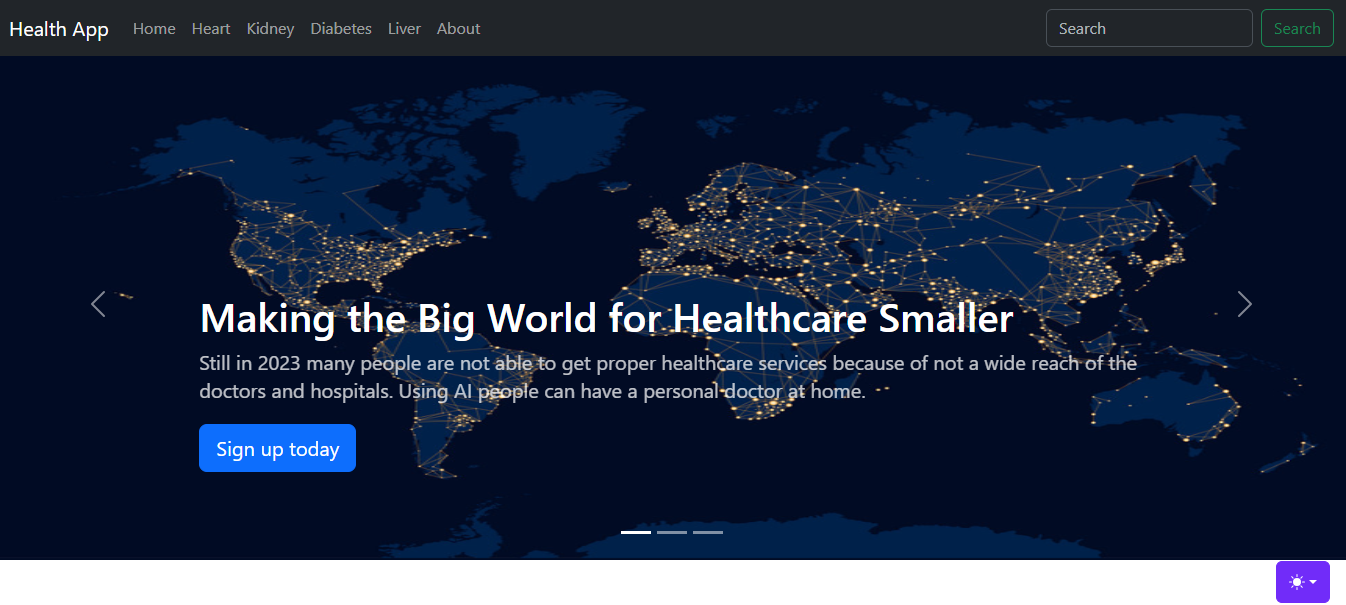 Health App Home Heart Kidney Diabetes Liver About Search Search
Making the Big World for Healthcare Smaller
Still in 2023 many people are not able to get proper healthcare services because of not a wide reach of the
doctors and hospitals. Using AI people can have a personal doctor at home.
Sign up today